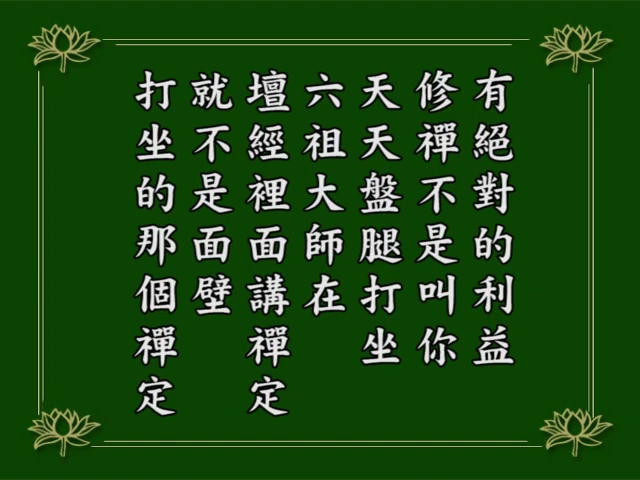 有絕對的利益
修禪不是叫你
天天盤腿打坐
六祖大師在
壇經裡面講禪定
就不是面壁
打坐的那個禪定